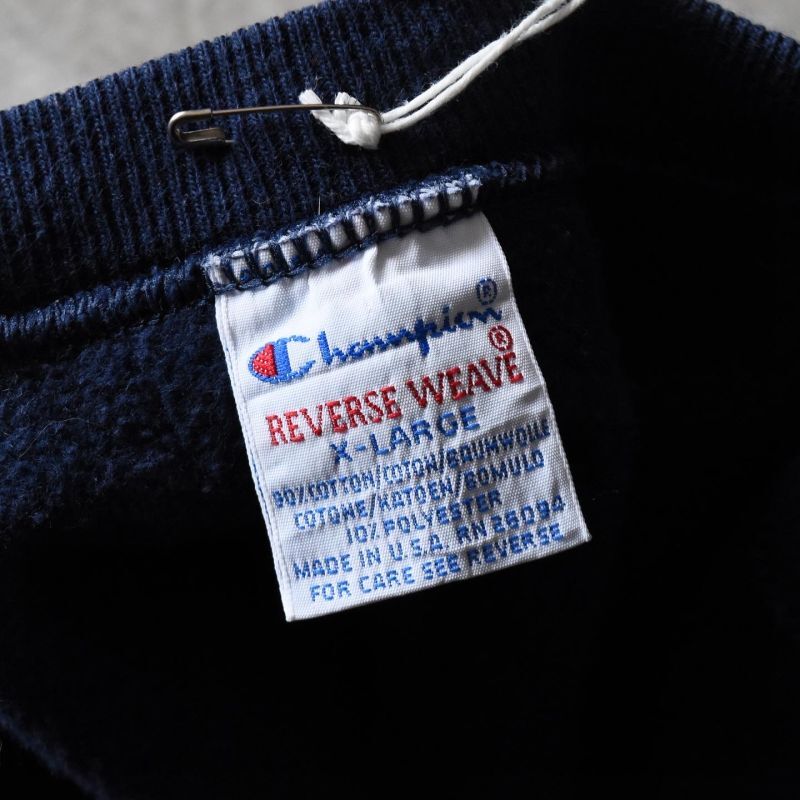 Champion®
REVERSE WEAVE®
X-LARGE
90%COTTON/COTON/BAUMWOLLE
COTONE/KATOEN/BOMULD
10% POLYESTER
MADE IN U.S.A. RN 26094
FOR CARE SEE REVERSE